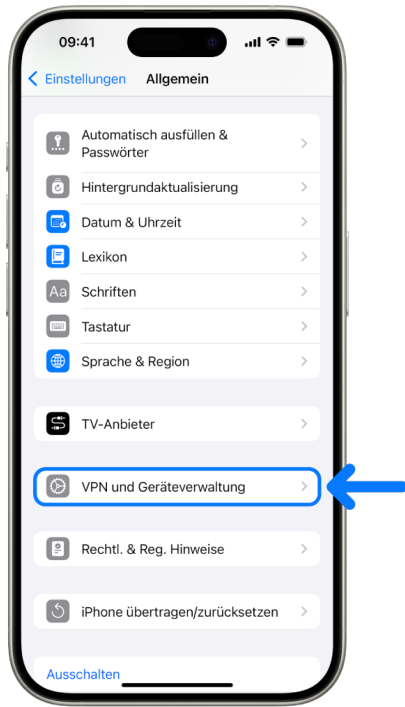 09:41
Einstellungen Allgemein
Automatisch ausfüllen &
Passwörter
Hintergrundaktualisierung
Datum & Uhrzeit
Lexikon
Aa Schriften
Tastatur
Sprache & Region
TV-Anbieter
VPN und Geräteverwaltung
Rechtl. & Reg. Hinweise
iPhone übertragen/zurücksetzen
Ausschalten